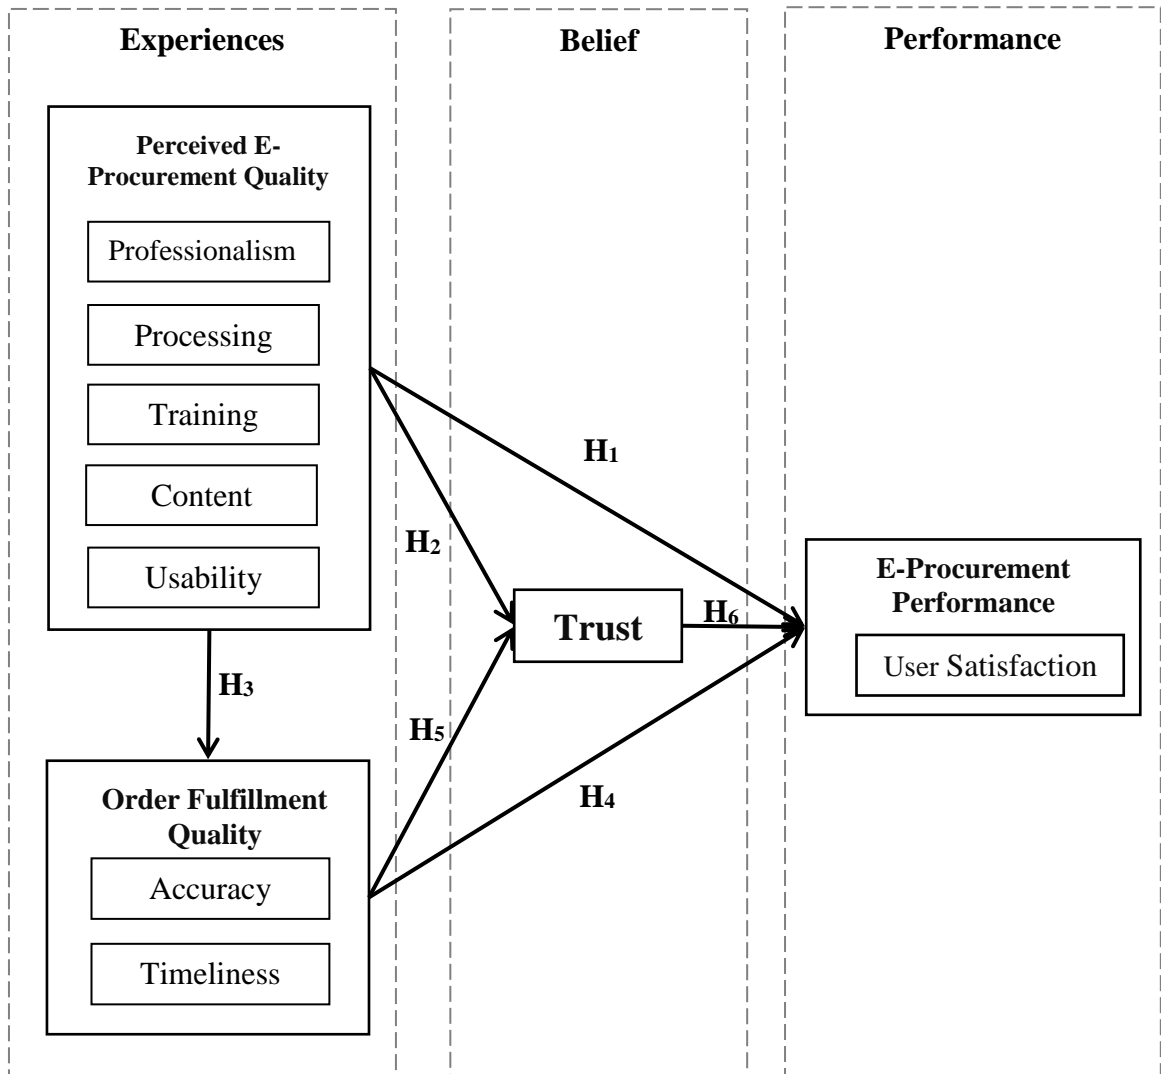 Experiences
Belief
Performance
Perceived E-
Procurement Quality
Professionalism
Processing
Training
Content
Usability
H1
H2
H3
H4
H5
H6
Trust
E-Procurement
Performance
User Satisfaction
Order Fulfillment
Quality
Accuracy
Timeliness